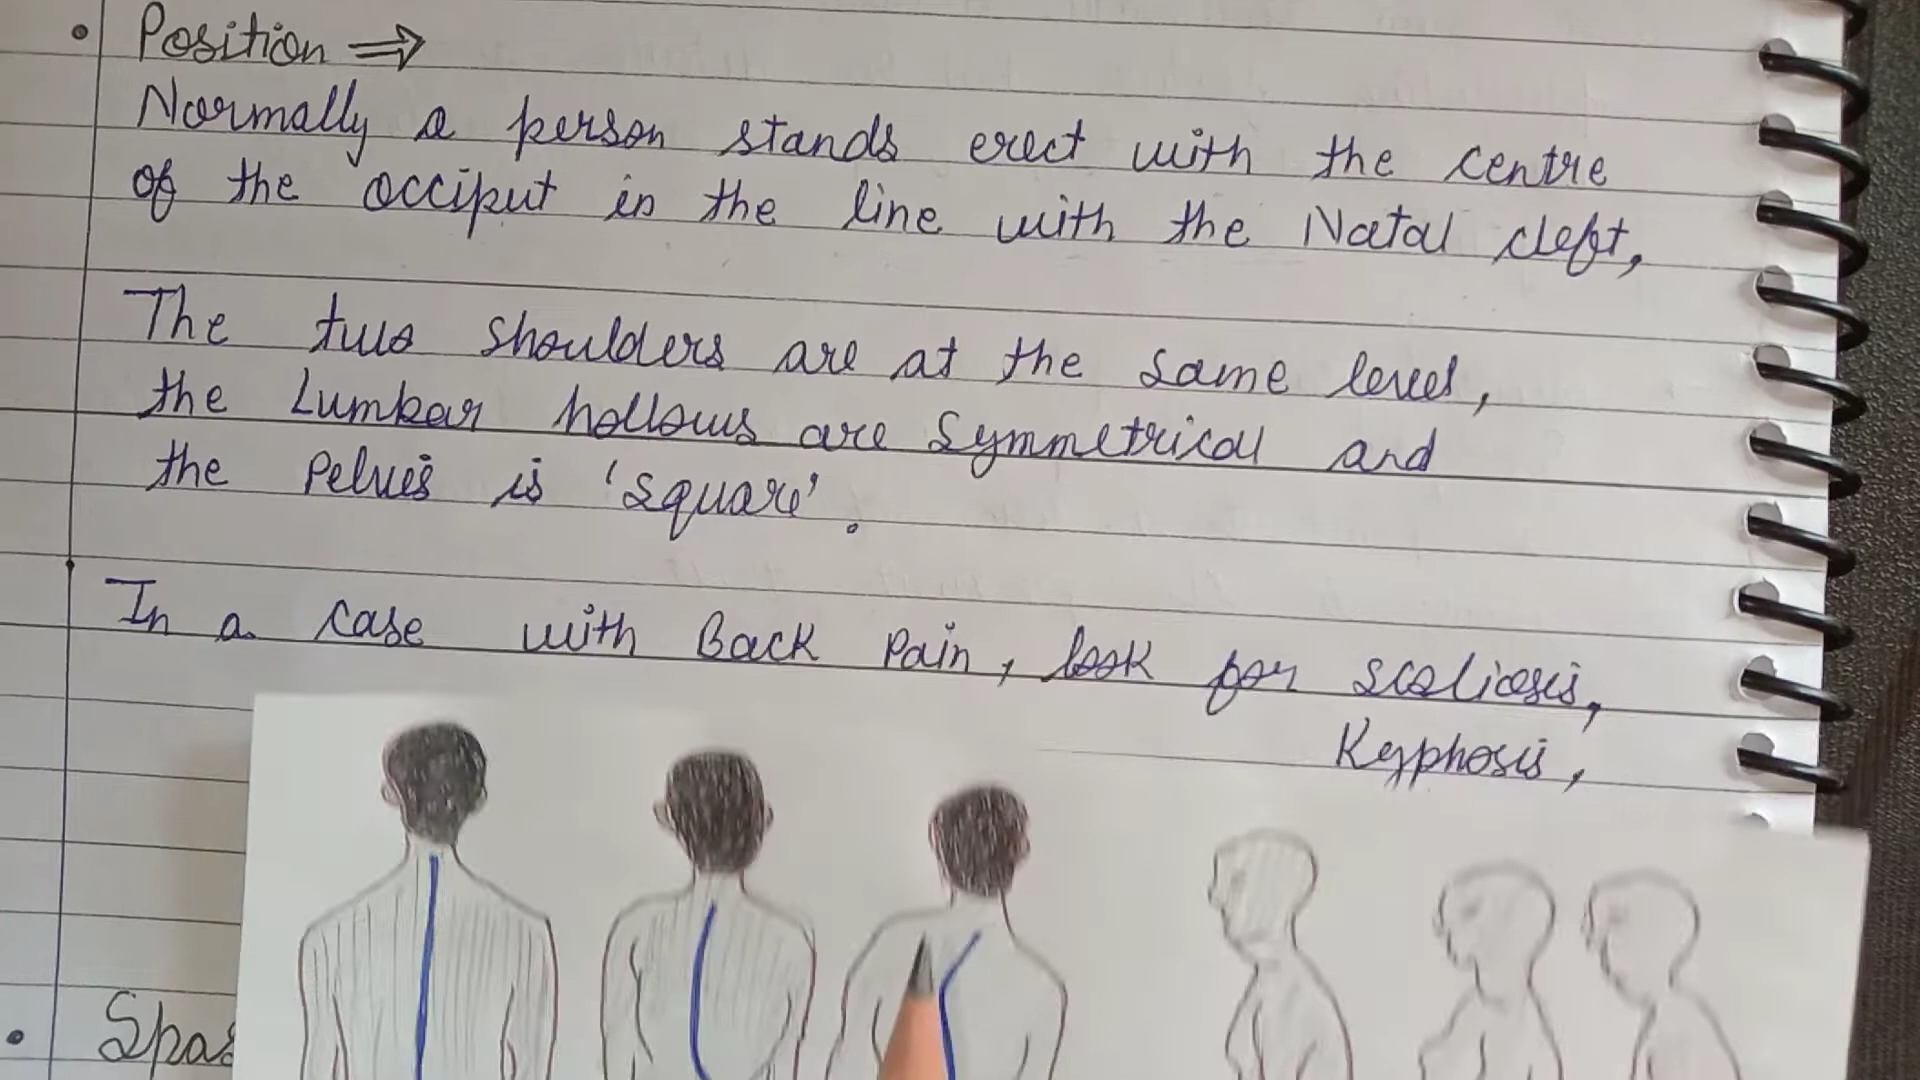 • Position ⇒
Normally a person stands erect with the centre
of the occiput in the line with the Natal cleft,
The two shoulders are at the same level,
the Lumbar hollows are symmetrical and
the Pelvis is 'square'.
In a case with Back Pain, look for scoliosis,
Kyphosis,
• Spas